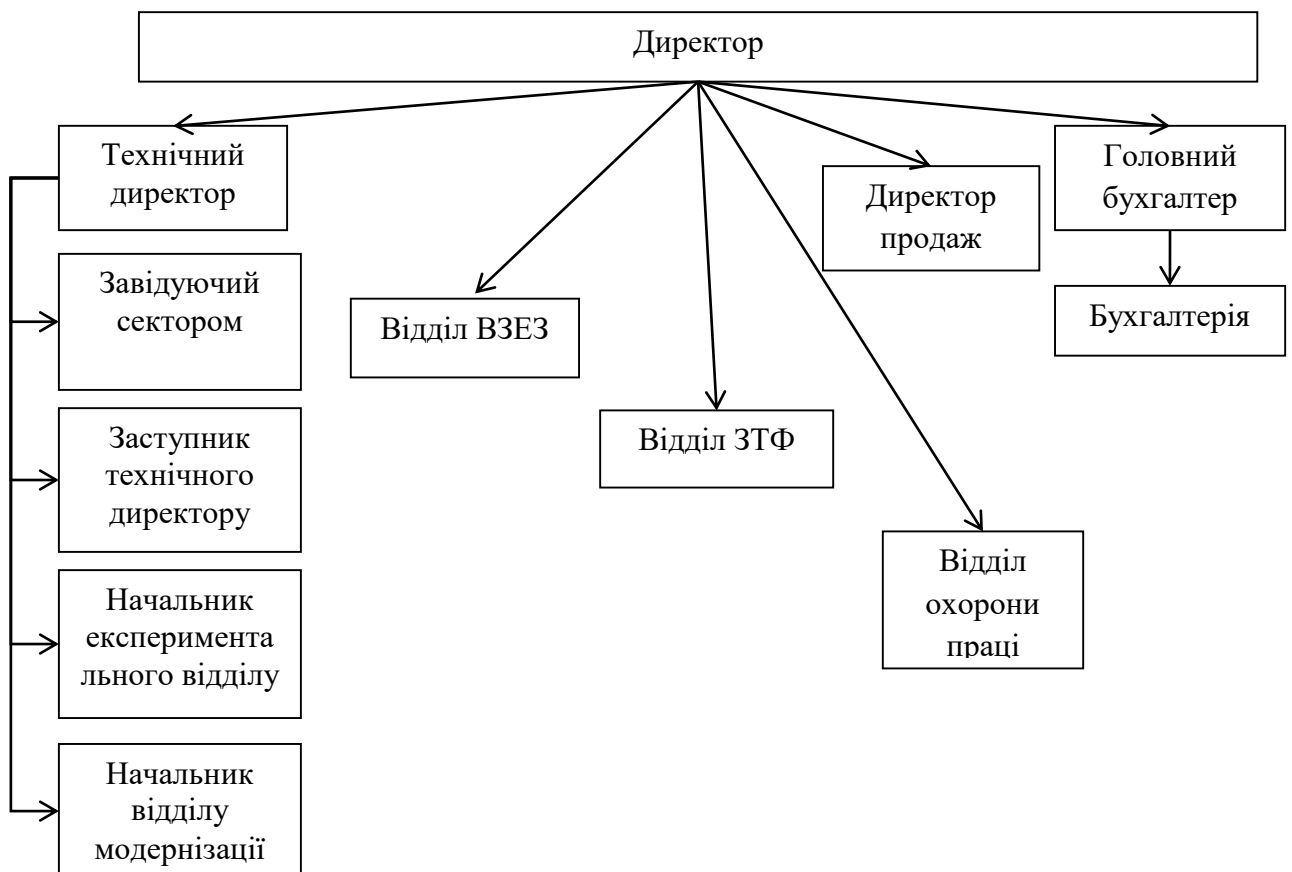 Директор
Технічний
директор
Завідуючий
сектором
Заступник
технічного
директору
Начальник
експеримента
льного відділу
Начальник
відділу
модернізації
Відділ ВЗЕЗ
Відділ ЗТФ
Відділ
охорони
праці
Директор
продаж
Головний
бухгалтер
Бухгалтерія